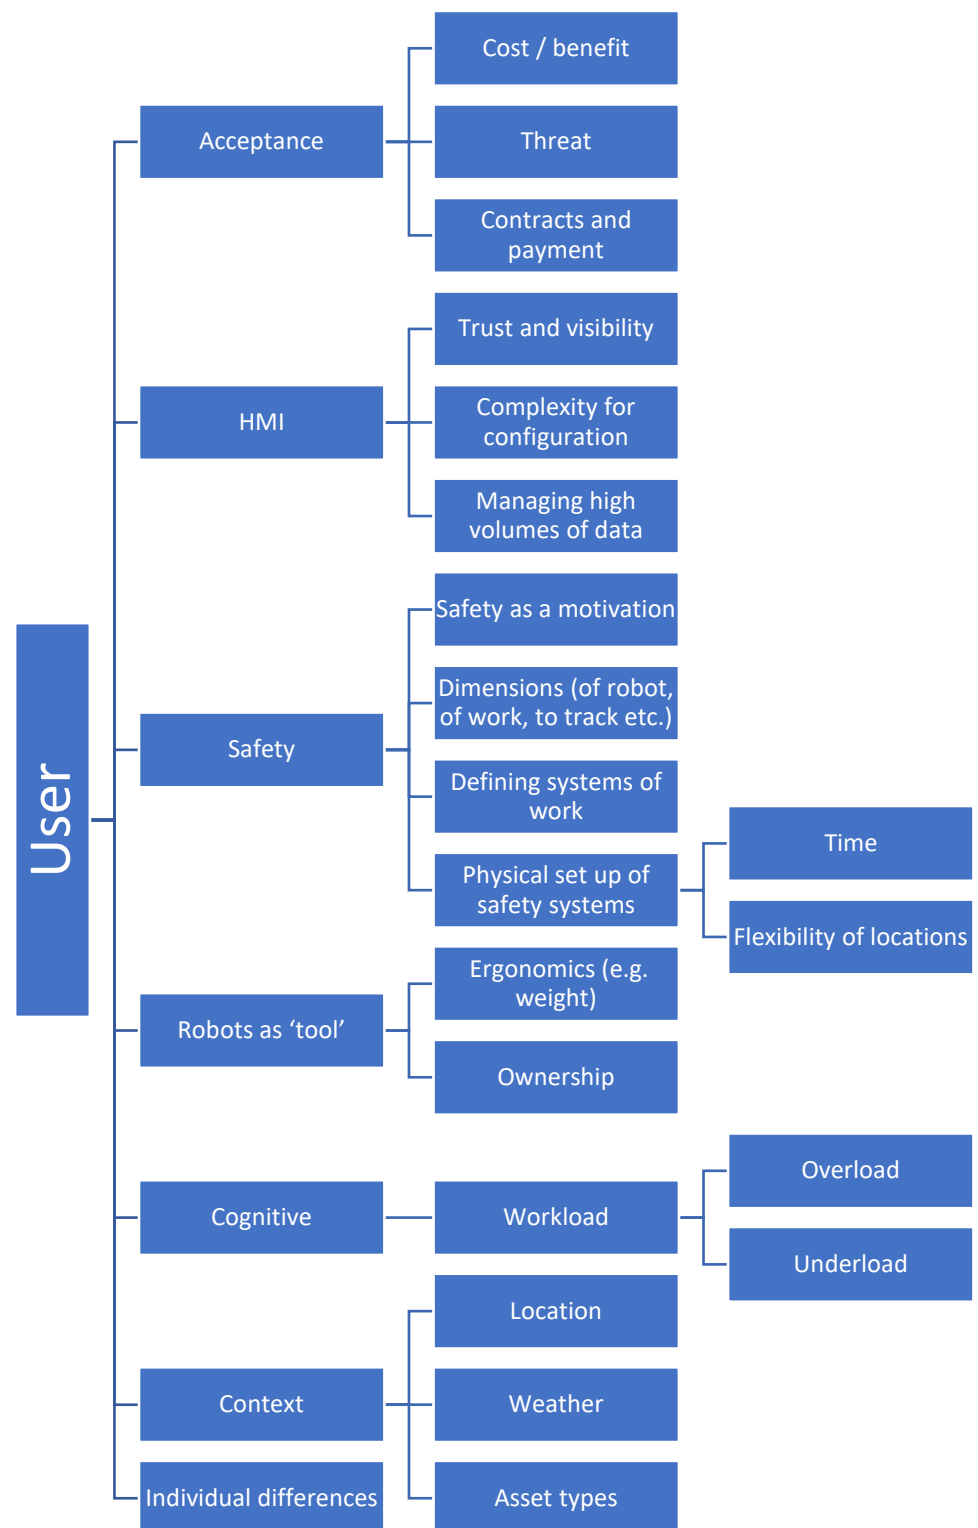 User
Acceptance
Cost / benefit
Threat
Contracts and
payment
HMI
Trust and visibility
Complexity for
configuration
Managing high
volumes of data
Safety
Safety as a motivation
Dimensions (of robot,
of work, to track etc.)
Defining systems of
work
Physical set up of
safety systems
Time
Flexibility of locations
Robots as ‘tool’
Ergonomics (e.g.
weight)
Ownership
Cognitive
Workload
Overload
Underload
Context
Location
Weather
Asset types
Individual differences